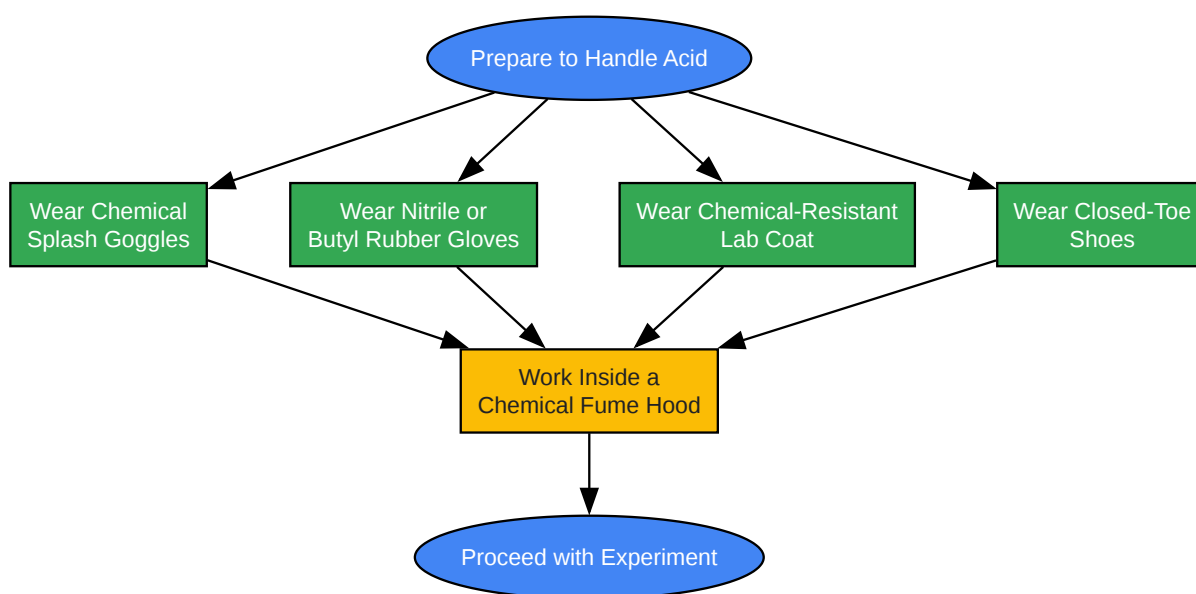 Prepare to Handle Acid
Wear Chemical
Splash Goggles
Wear Nitrile or
Butyl Rubber Gloves
Wear Chemical-Resistant
Lab Coat
Wear Closed-Toe
Shoes
Work Inside a
Chemical Fume Hood
Proceed with Experiment